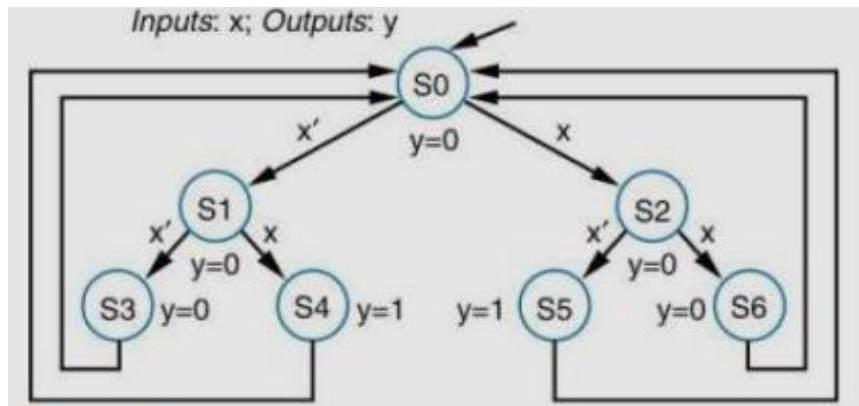 Inputs: x; Outputs: y
S0
x′ y=0 x
S1 S2
x′ x x′ x
y=0 y=0
S3 y=0 S4 y=1 y=1 S5 y=0 S6